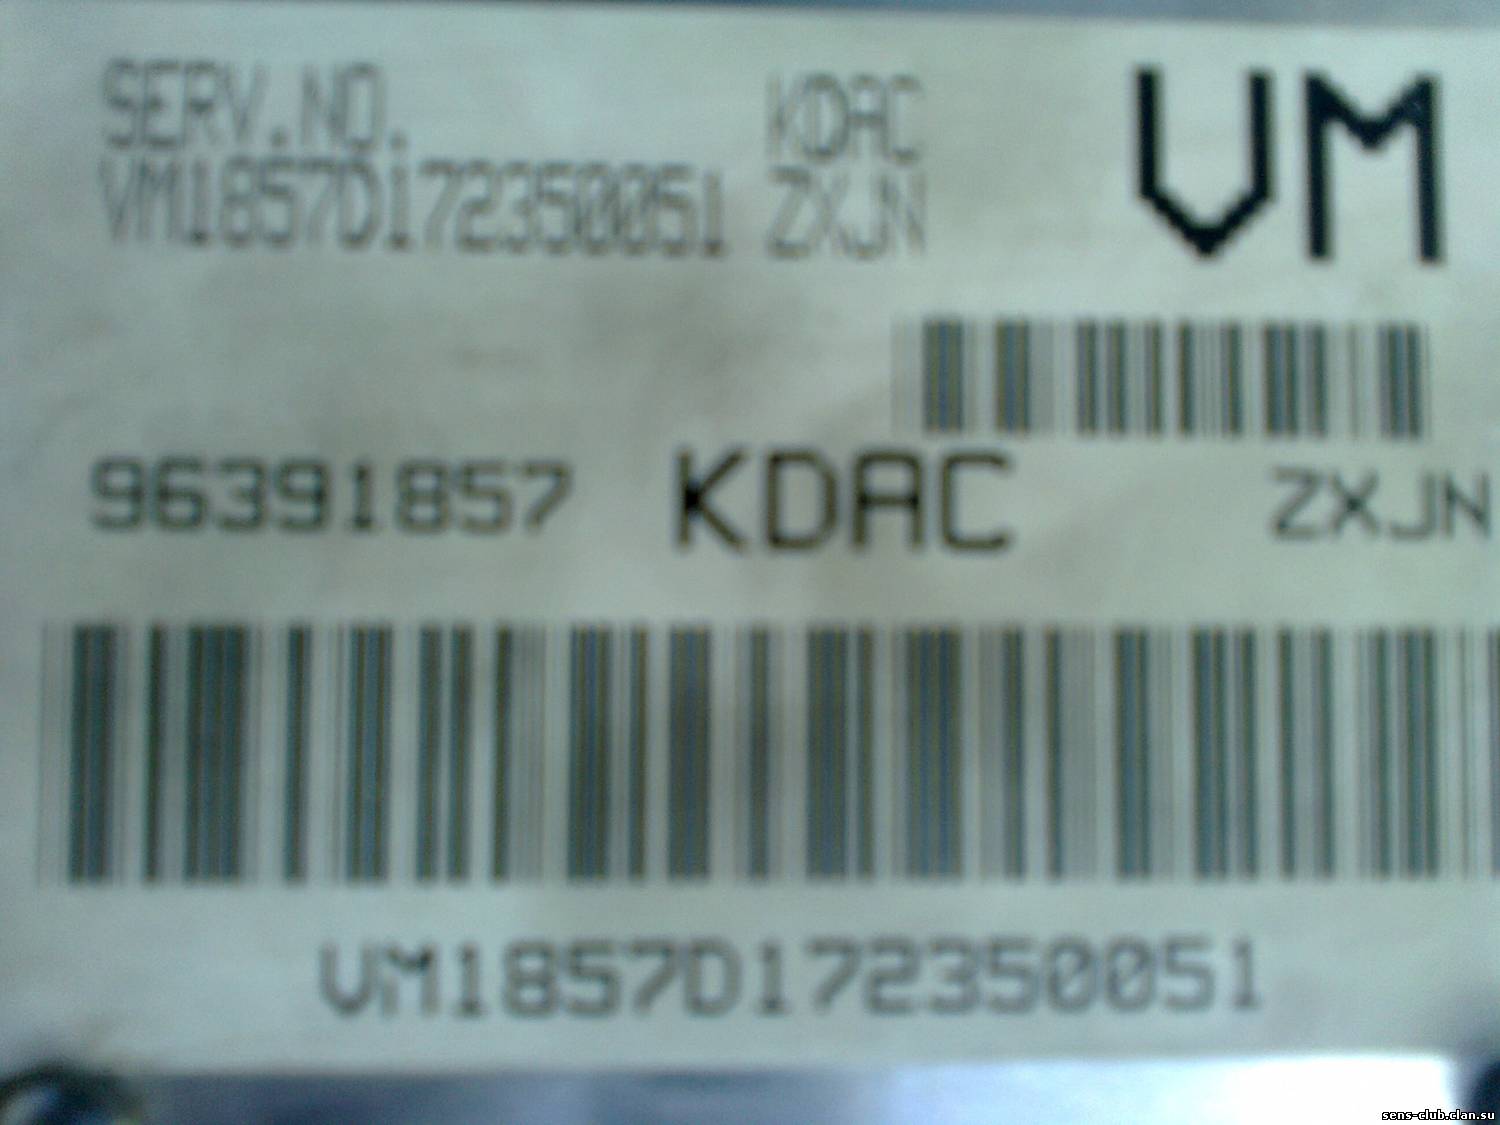 SERV.NO. KDAC VM
VM1857D172350051 ZXJN
96391857 KDAC ZXJN
VM1857D172350051
sens-club.clan.su